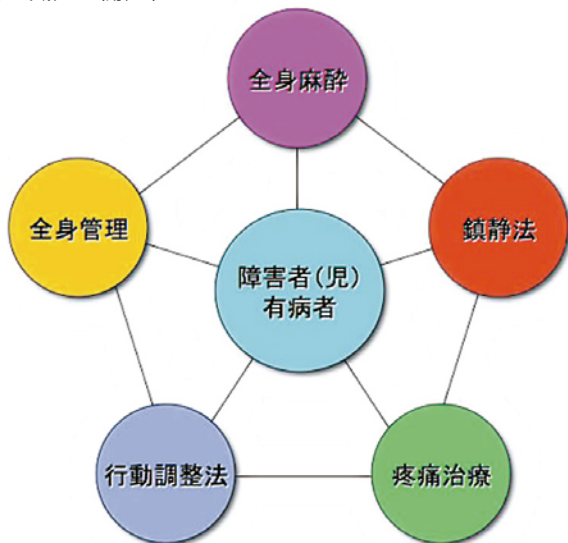 全身麻酔
全身管理
鎮静法
障害者(児)
有病者
行動調整法
疼痛治療